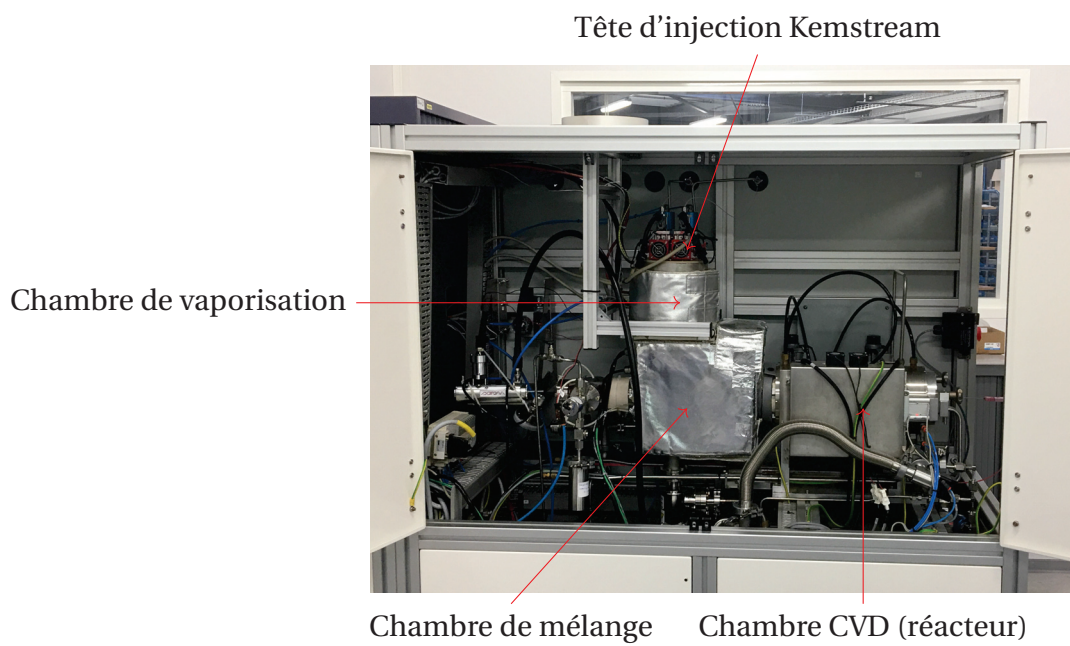 Tête d’injection Kemstream
Chambre de vaporisation
Chambre de mélange
Chambre CVD (réacteur)